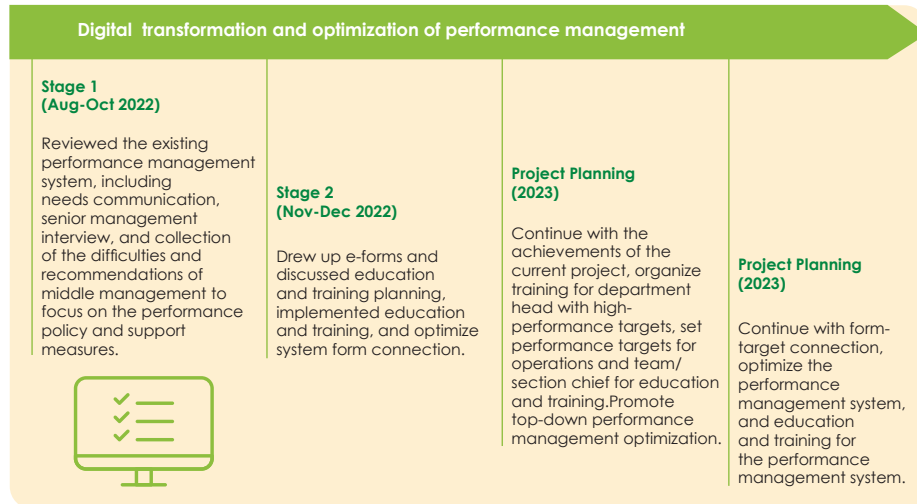 Digital  transformation and optimization of performance management
Stage 1
(Aug-Oct 2022)
Reviewed the existing
performance management
system, including
needs communication,
senior management
interview, and collection
of the difficulties and
recommendations of
middle management to
focus on the performance
policy and support
measures.
Stage 2
(Nov-Dec 2022)
Drew up e-forms and
discussed education
and training planning,
implemented education
and training, and optimize
system form connection.
Project Planning
(2023)
Continue with the
achievements of the
current project, organize
training for department
head with high-
performance targets, set
performance targets for
operations and team/
section chief for education
and training.Promote
top-down performance
management optimization.
Project Planning
(2023)
Continue with form-
target connection,
optimize the
performance
management system,
and education
and training for
the performance
management system.